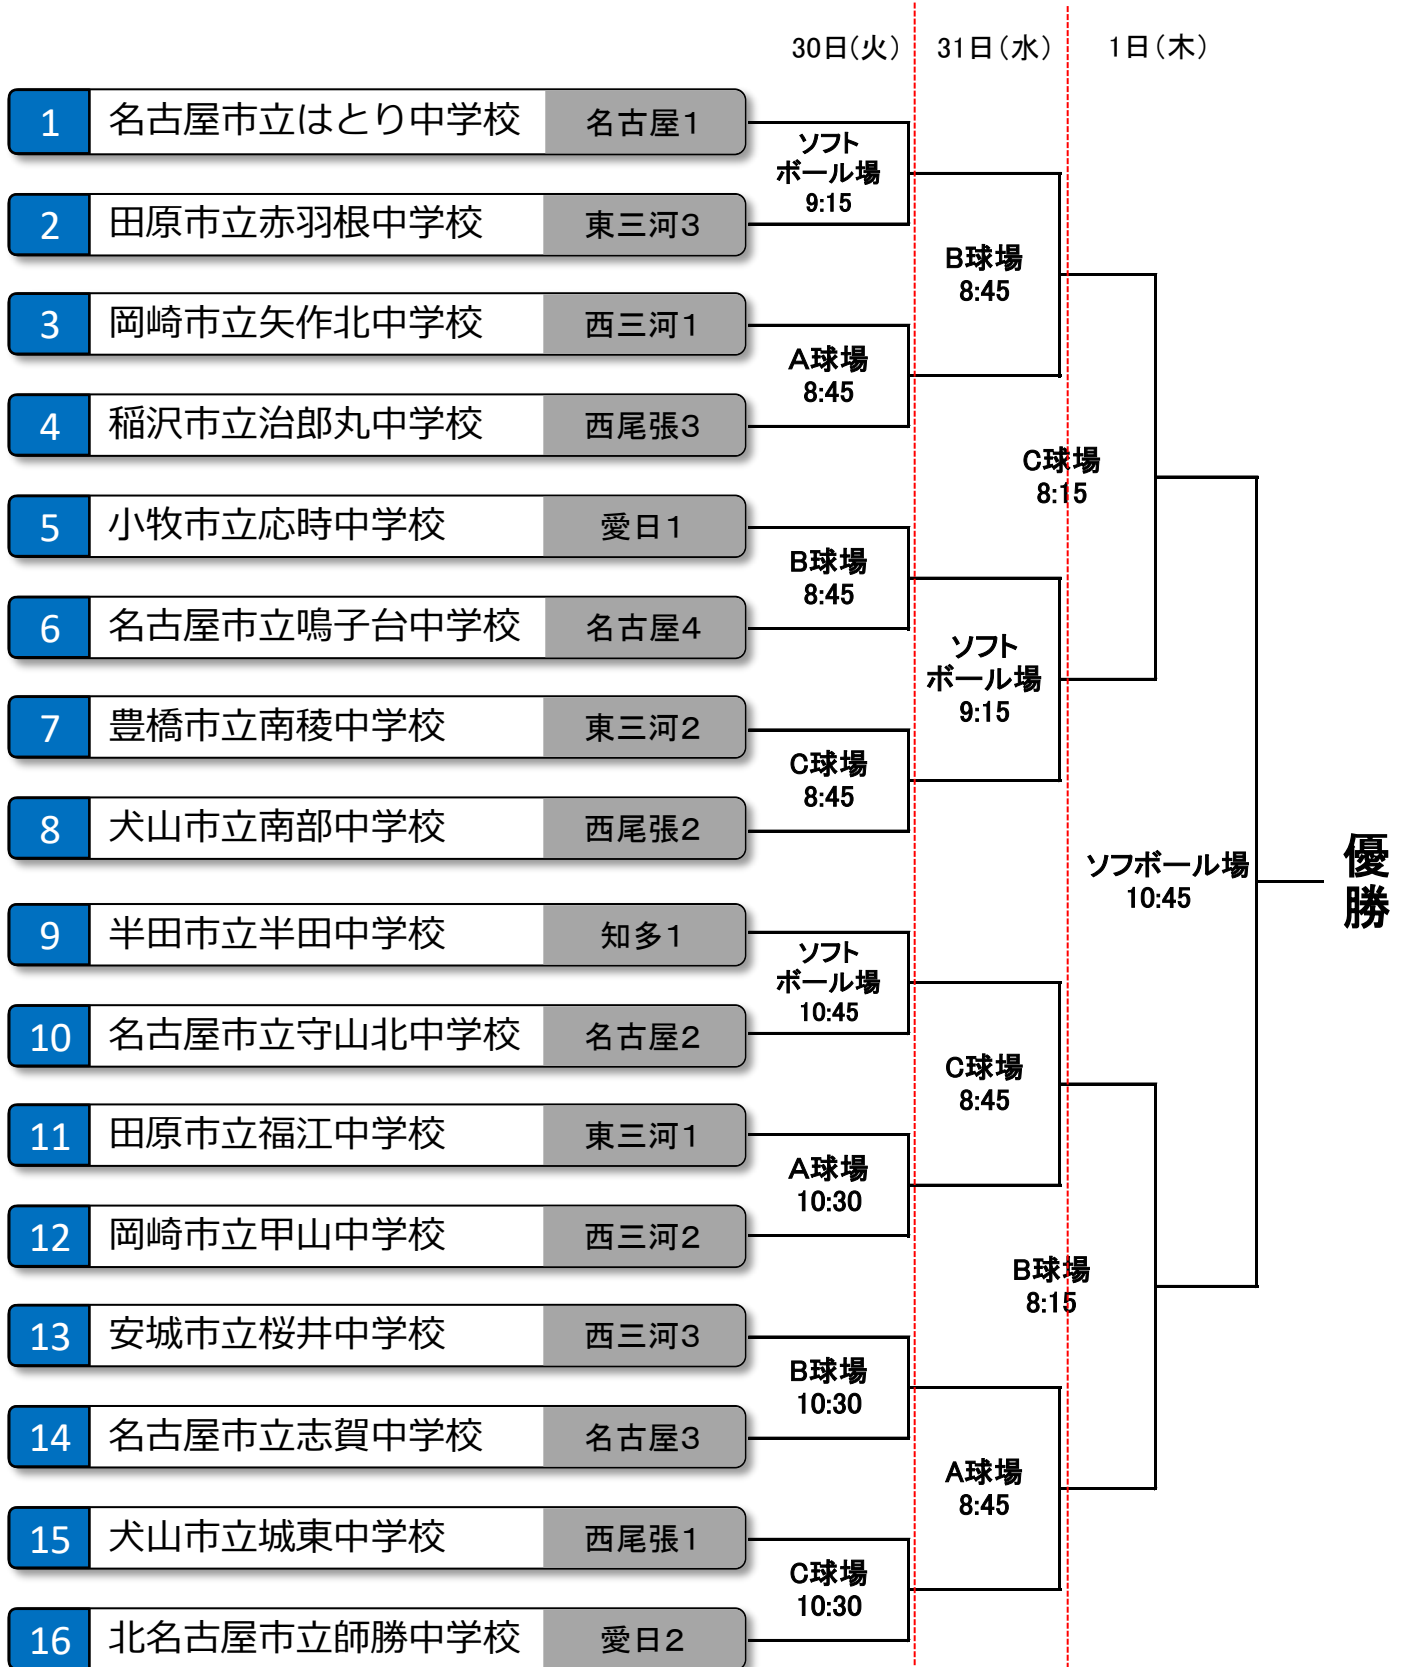 30日(火) 31日(水) 1日(木)
1 名古屋市立はとり中学校 名古屋1
ソフト
ボール場
9:15
2 田原市立赤羽根中学校 東三河3
B球場
8:45
3 岡崎市立矢作北中学校 西三河1
A球場
8:45
4 稲沢市立治郎丸中学校 西尾張3
C球場
8:15
5 小牧市立応時中学校 愛日1
B球場
8:45
6 名古屋市立鳴子台中学校 名古屋4
ソフト
ボール場
9:15
7 豊橋市立南稜中学校 東三河2
C球場
8:45
8 犬山市立南部中学校 西尾張2
ソフボール場
10:45
優勝
9 半田市立半田中学校 知多1
ソフト
ボール場
10:45
10 名古屋市立守山北中学校 名古屋2
C球場
8:45
11 田原市立福江中学校 東三河1
A球場
10:30
12 岡崎市立甲山中学校 西三河2
B球場
8:15
13 安城市立桜井中学校 西三河3
B球場
10:30
14 名古屋市立志賀中学校 名古屋3
A球場
8:45
15 犬山市立城東中学校 西尾張1
C球場
10:30
16 北名古屋市立師勝中学校 愛日2